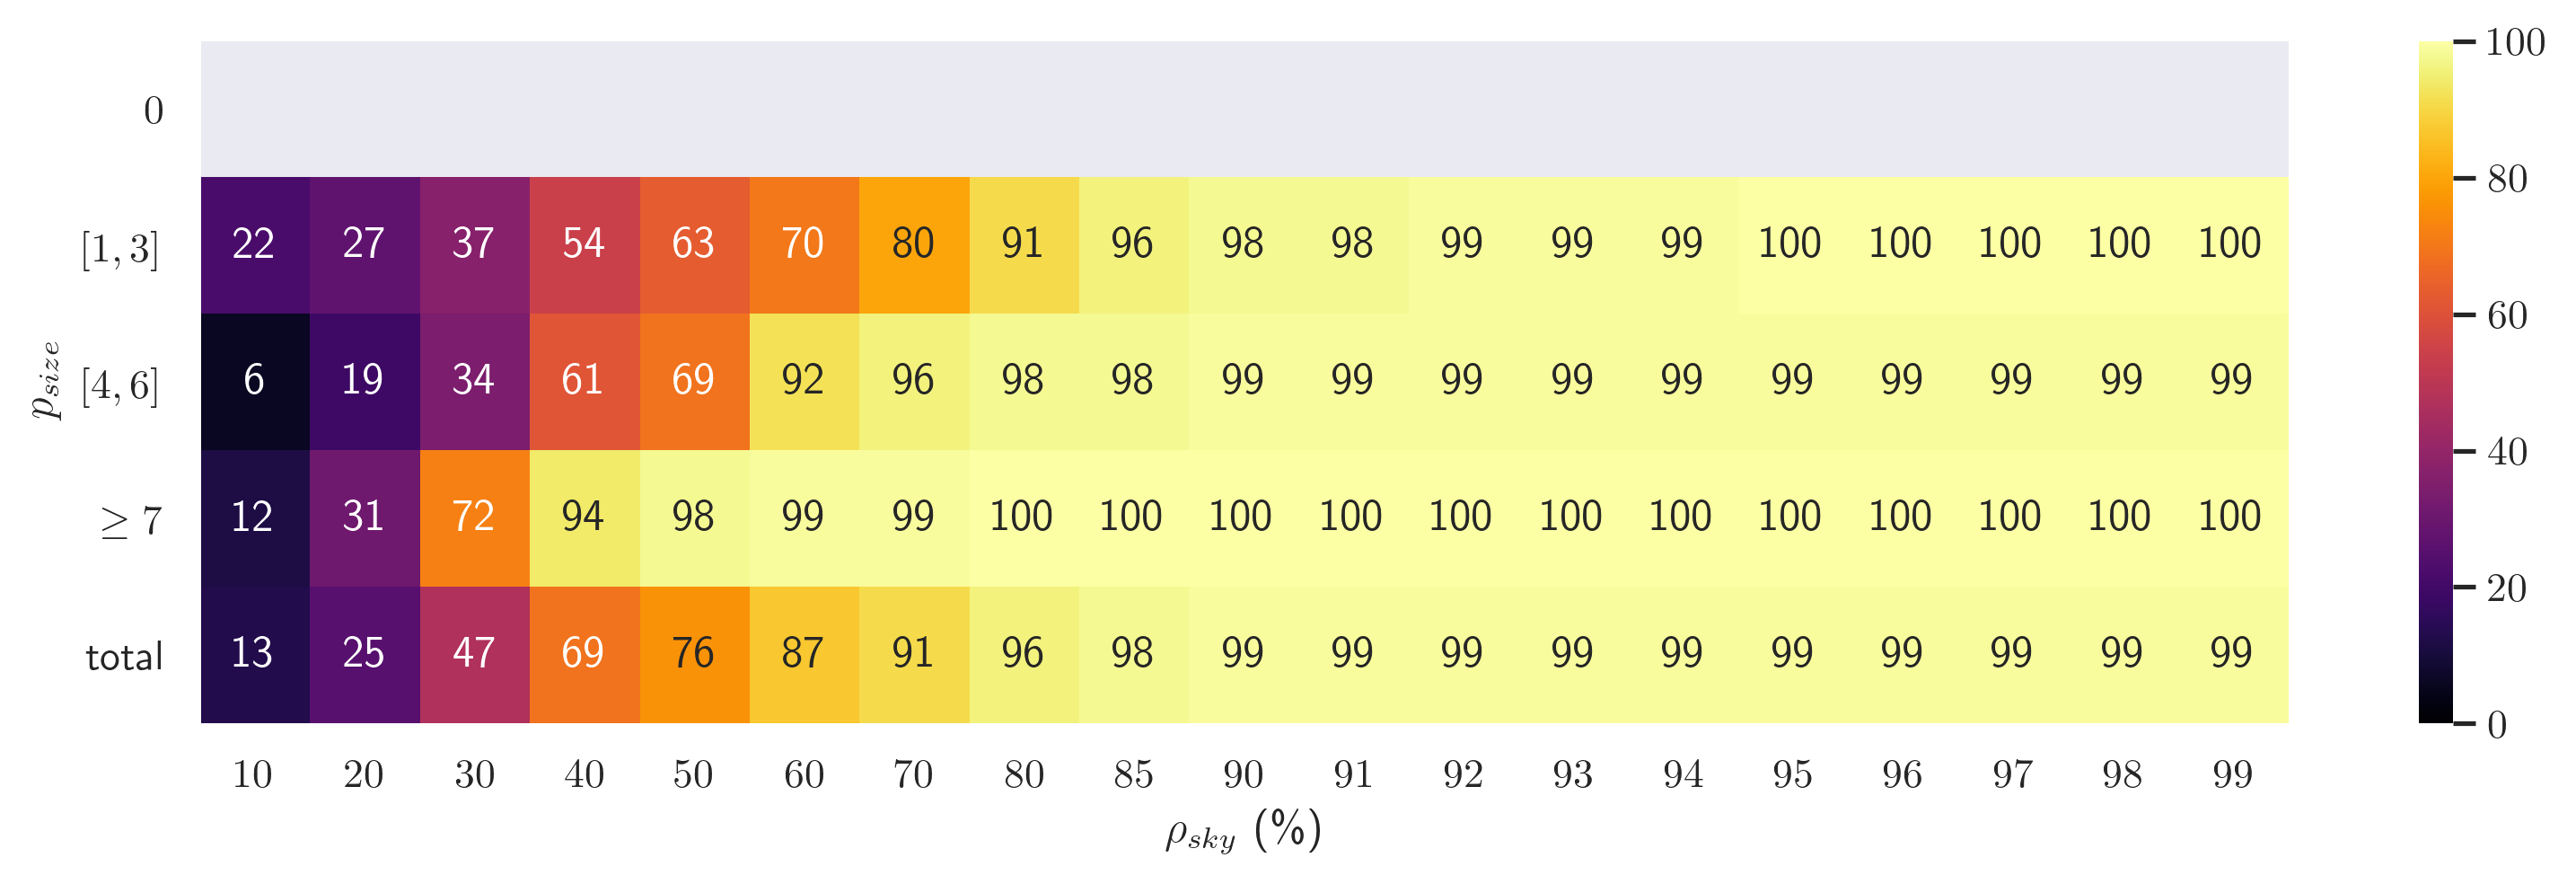 0
[1, 3] 22 27 37 54 63 70 80 91 96 98 98 99 99 99 100 100 100 100 100
[4, 6] 6 19 34 61 69 92 96 98 98 99 99 99 99 99 99 99 99 99 99
≥ 7 12 31 72 94 98 99 99 100 100 100 100 100 100 100 100 100 100 100 100
total 13 25 47 69 76 87 91 96 98 99 99 99 99 99 99 99 99 99 99
p_size
10 20 30 40 50 60 70 80 85 90 91 92 93 94 95 96 97 98 99
ρ_sky (%)
100
80
60
40
20
0